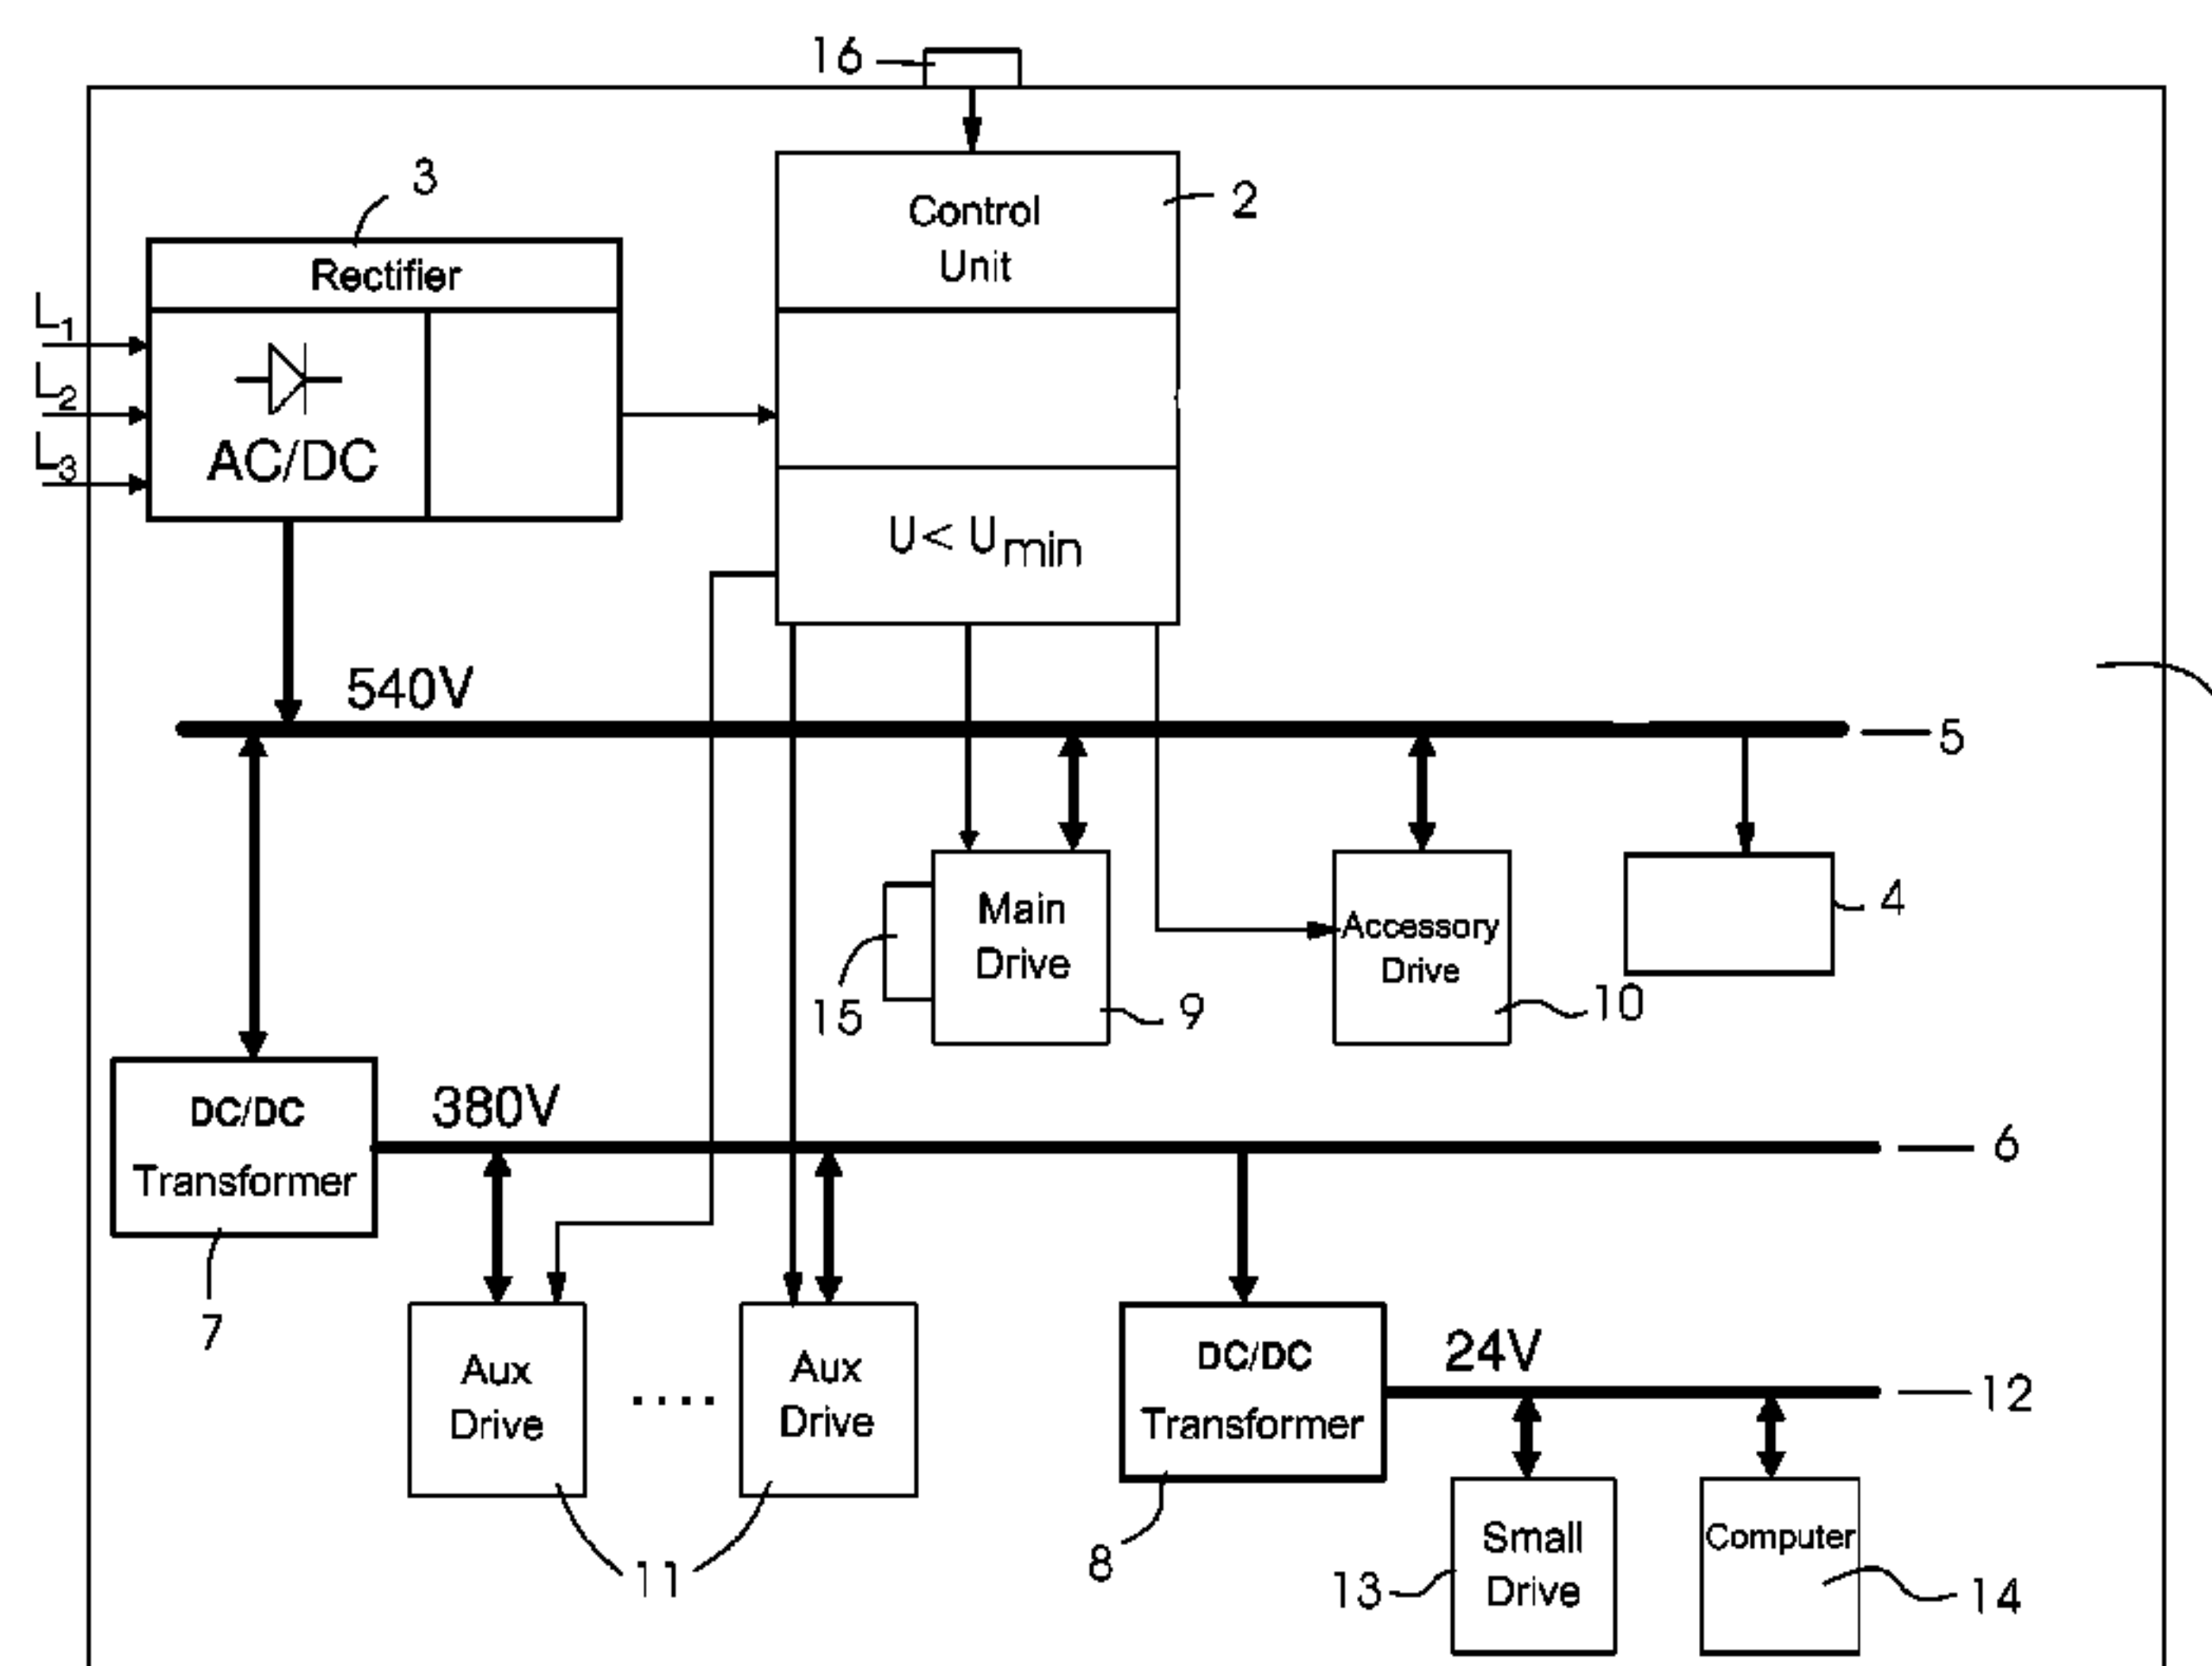 16
3
Control
Unit
2
Rectifier
L1
L2
L3
AC/DC
U< Umin
540V
5
Main
Drive
Accessory
Drive
4
15
9
10
DC/DC
Transformer
380V
6
7
Aux
Drive
....
Aux
Drive
DC/DC
Transformer
24V
12
11
8
Small
Drive
Computer
13
14